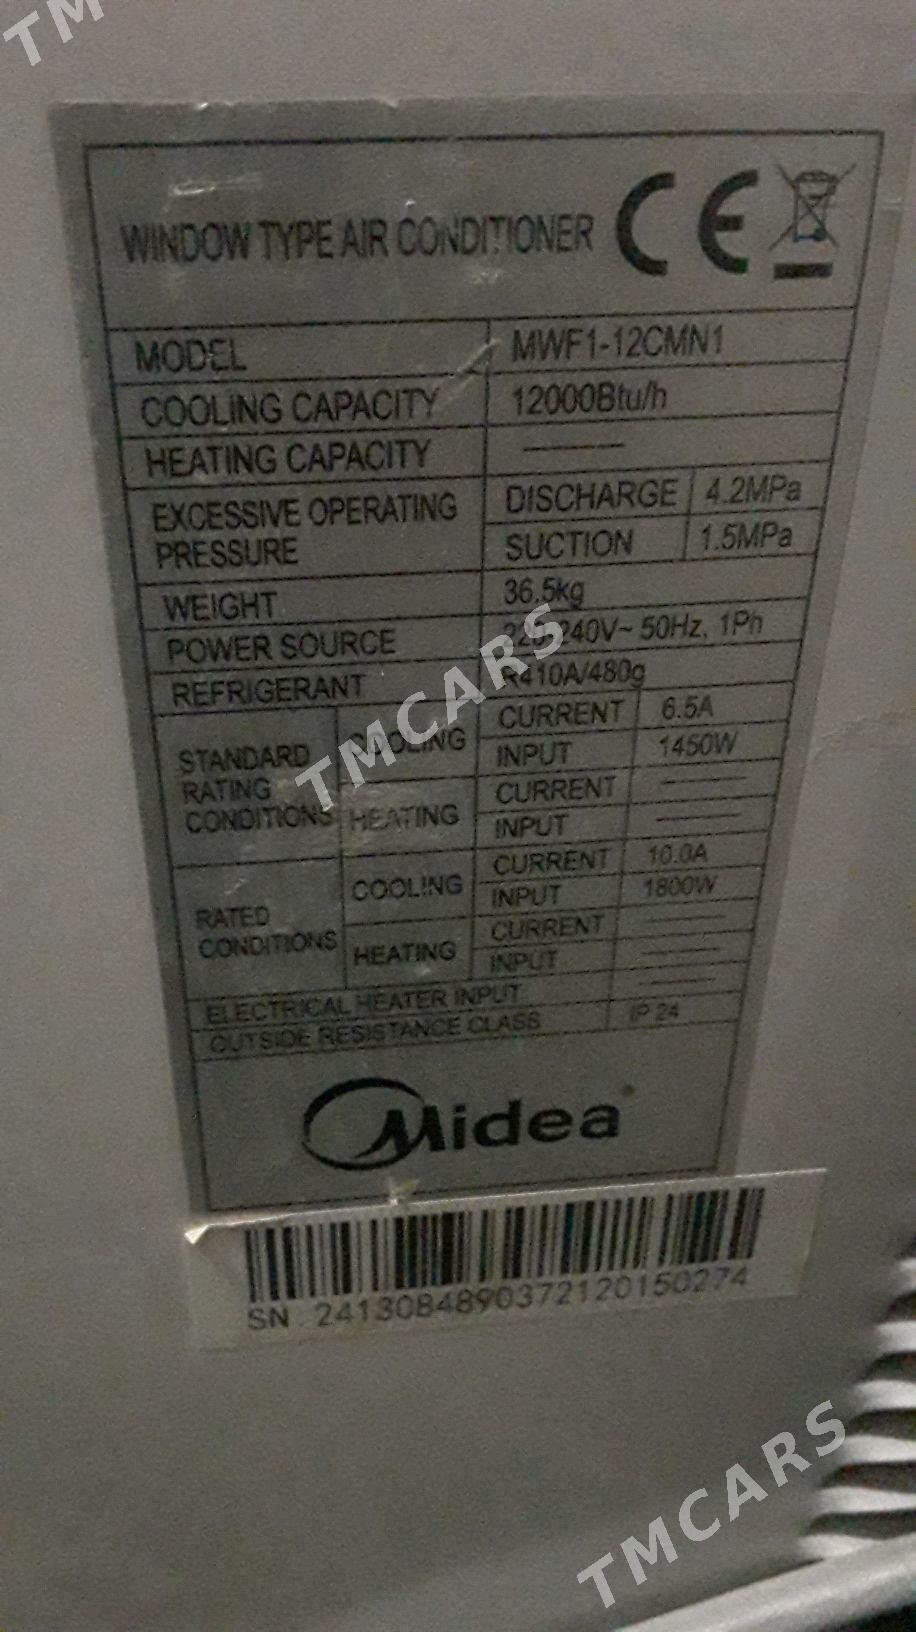 TM
WINDOW TYPE AIR CONDITIONER CE
MODEL MWF1-12CMN1
COOLING CAPACITY 12000Btu/h
HEATING CAPACITY ———
EXCESSIVE OPERATING PRESSURE DISCHARGE 4.2MPa
SUCTION 1.5MPa
WEIGHT 36.5kg
POWER SOURCE 220-240V~ 50Hz, 1Ph
REFRIGERANT R410A/480g
STANDARD RATING CONDITIONS COOLING CURRENT 6.5A
INPUT 1450W
HEATING CURRENT ———
INPUT ———
RATED CONDITIONS COOLING CURRENT 10.0A
INPUT 1800W
HEATING CURRENT ———
INPUT ———
ELECTRICAL HEATER INPUT ———
OUTSIDE RESISTANCE CLASS IP 24
Midea
SN 2413084890372120150274
TMCARS
TMCARS